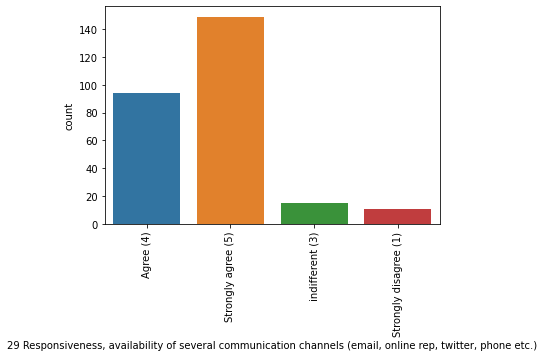 140
120
100
80
60
40
20
0
count
Agree (4)
Strongly agree (5)
indifferent (3)
Strongly disagree (1)
29 Responsiveness, availability of several communication channels (email, online rep, twitter, phone etc.)